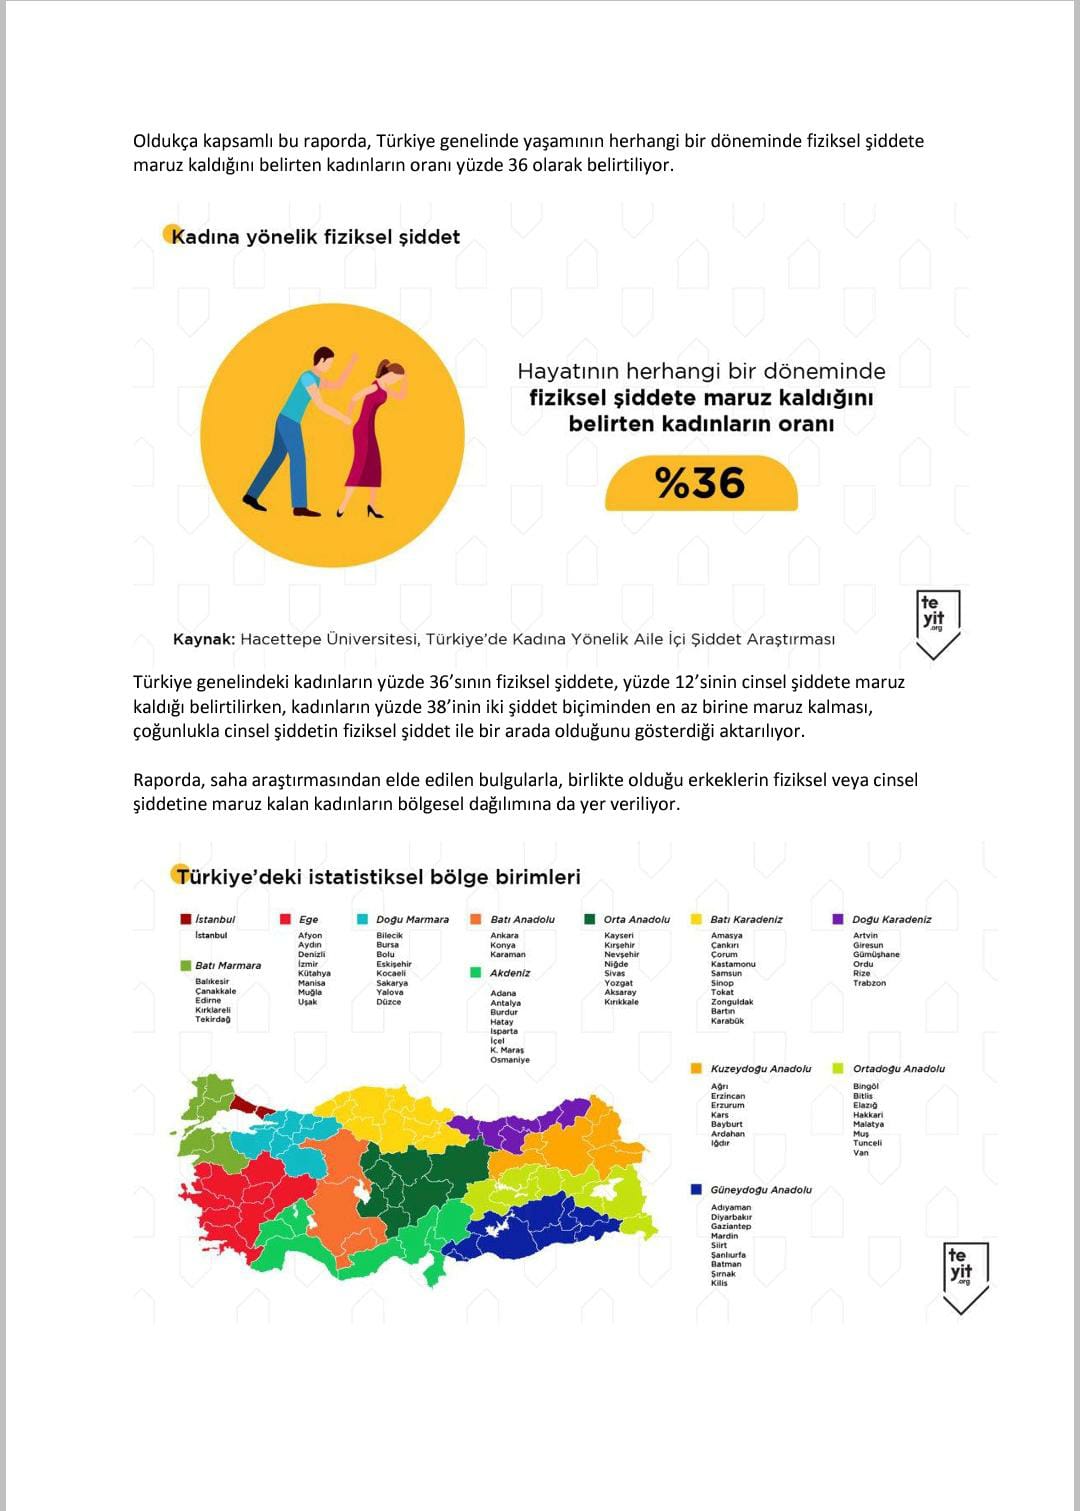 Oldukça kapsamlı bu raporda, Türkiye genelinde yaşamının herhangi bir döneminde fiziksel şiddete
maruz kaldığını belirten kadınların oranı yüzde 36 olarak belirtiliyor.
Kadına yönelik fiziksel şiddet
Hayatının herhangi bir döneminde
fiziksel şiddete maruz kaldığını
belirten kadınların oranı
%36
te
yit
.org
Kaynak: Hacettepe Üniversitesi, Türkiye'de Kadına Yönelik Aile İçi Şiddet Araştırması
Türkiye genelindeki kadınların yüzde 36'sının fiziksel şiddete, yüzde 12'sinin cinsel şiddete maruz
kaldığı belirtilirken, kadınların yüzde 38'inin iki şiddet biçiminden en az birine maruz kalması,
çoğunlukla cinsel şiddetin fiziksel şiddet ile bir arada olduğunu gösterdiği aktarılıyor.
Raporda, saha araştırmasından elde edilen bulgularla, birlikte olduğu erkeklerin fiziksel veya cinsel
şiddetine maruz kalan kadınların bölgesel dağılımına da yer veriliyor.
Türkiye'deki istatistiksel bölge birimleri
İstanbul
İstanbul
Batı Marmara
Balıkesir
Çanakkale
Edirne
Kırklareli
Tekirdağ
Ege
Afyon
Aydın
Denizli
İzmir
Kütahya
Manisa
Muğla
Uşak
Doğu Marmara
Bilecik
Bursa
Bolu
Eskişehir
Kocaeli
Sakarya
Yalova
Düzce
Batı Anadolu
Ankara
Konya
Karaman
Akdeniz
Adana
Antalya
Burdur
Hatay
Isparta
İçel
K. Maraş
Osmaniye
Orta Anadolu
Kayseri
Kırşehir
Nevşehir
Niğde
Sivas
Yozgat
Aksaray
Kırıkkale
Batı Karadeniz
Amasya
Çankırı
Çorum
Kastamonu
Samsun
Sinop
Tokat
Zonguldak
Bartın
Karabük
Doğu Karadeniz
Artvin
Giresun
Gümüşhane
Ordu
Rize
Trabzon
Kuzeydoğu Anadolu
Ağrı
Erzincan
Erzurum
Kars
Bayburt
Ardahan
Iğdır
Ortadoğu Anadolu
Bingöl
Bitlis
Elazığ
Hakkari
Malatya
Muş
Tunceli
Van
Güneydoğu Anadolu
Adıyaman
Diyarbakır
Gaziantep
Mardin
Siirt
Şanlıurfa
Batman
Şırnak
Kilis
te
yit
.org